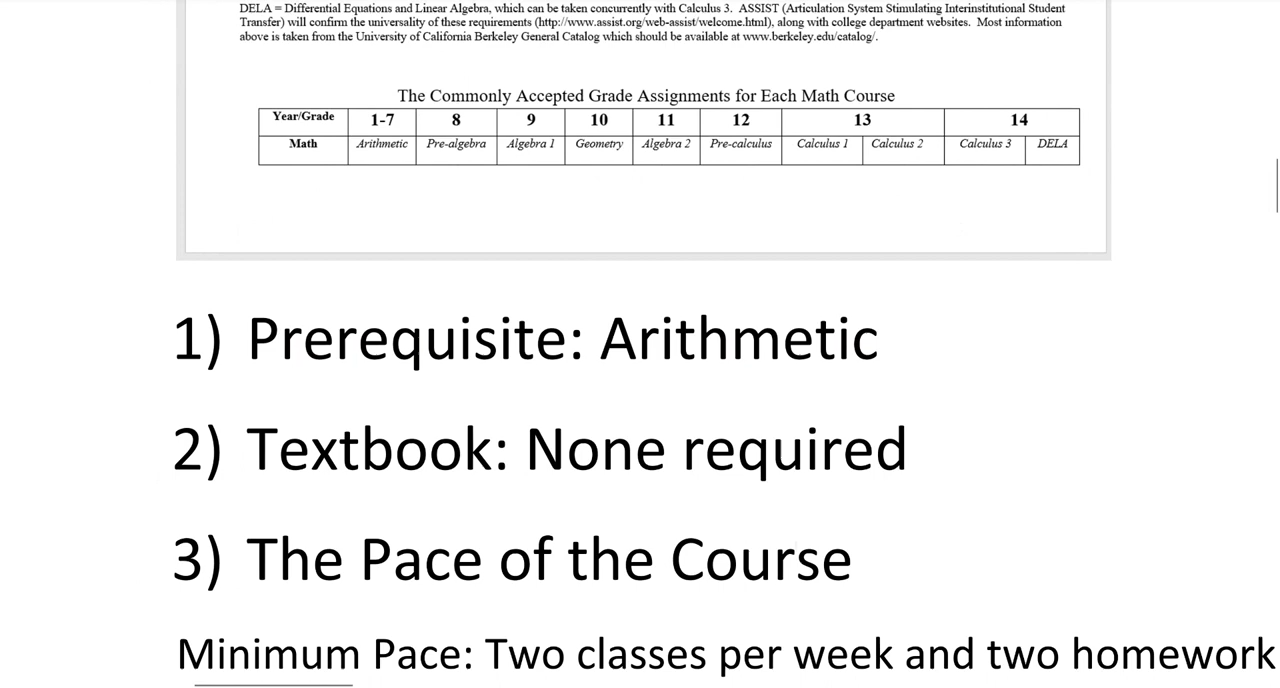 DELA = Differential Equations and Linear Algebra, which can be taken concurrently with Calculus 3. ASSIST (Articulation System Stimulating Interinstitutional Student
Transfer) will confirm the universality of these requirements (http://www.assist.org/web-assist/welcome.html), along with college department websites. Most information
above is taken from the University of California Berkeley General Catalog which should be available at www.berkeley.edu/catalog/.
The Commonly Accepted Grade Assignments for Each Math Course
Year/Grade 1-7 8 9 10 11 12 13 14
Math Arithmetic Pre-algebra Algebra 1 Geometry Algebra 2 Pre-calculus Calculus 1 Calculus 2 Calculus 3 DELA
1) Prerequisite: Arithmetic
2) Textbook: None required
3) The Pace of the Course
Minimum Pace: Two classes per week and two homework